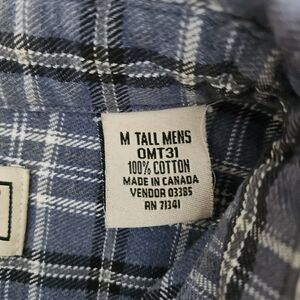 M TALL MENS
OMT31
100% COTTON
MADE IN CANADA
VENDOR 03385
RN 71341